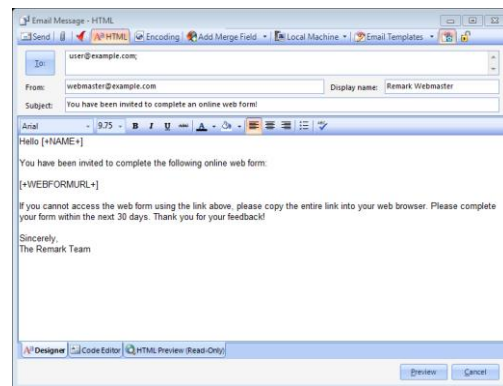 Email Message - HTML
Send HTML Encoding Add Merge Field Local Machine Email Templates
To: user@example.com;
From: webmaster@example.com Display name: Remark Webmaster
Subject: You have been invited to complete an online web form!
Arial 9.75 B I U abc A
Hello [+NAME+]
You have been invited to complete the following online web form:
[+WEBFORMURL+]
If you cannot access the web form using the link above, please copy the entire link into your web browser. Please complete
your form within the next 30 days. Thank you for your feedback!
Sincerely,
The Remark Team
Designer Code Editor HTML Preview (Read-Only)
Preview Cancel